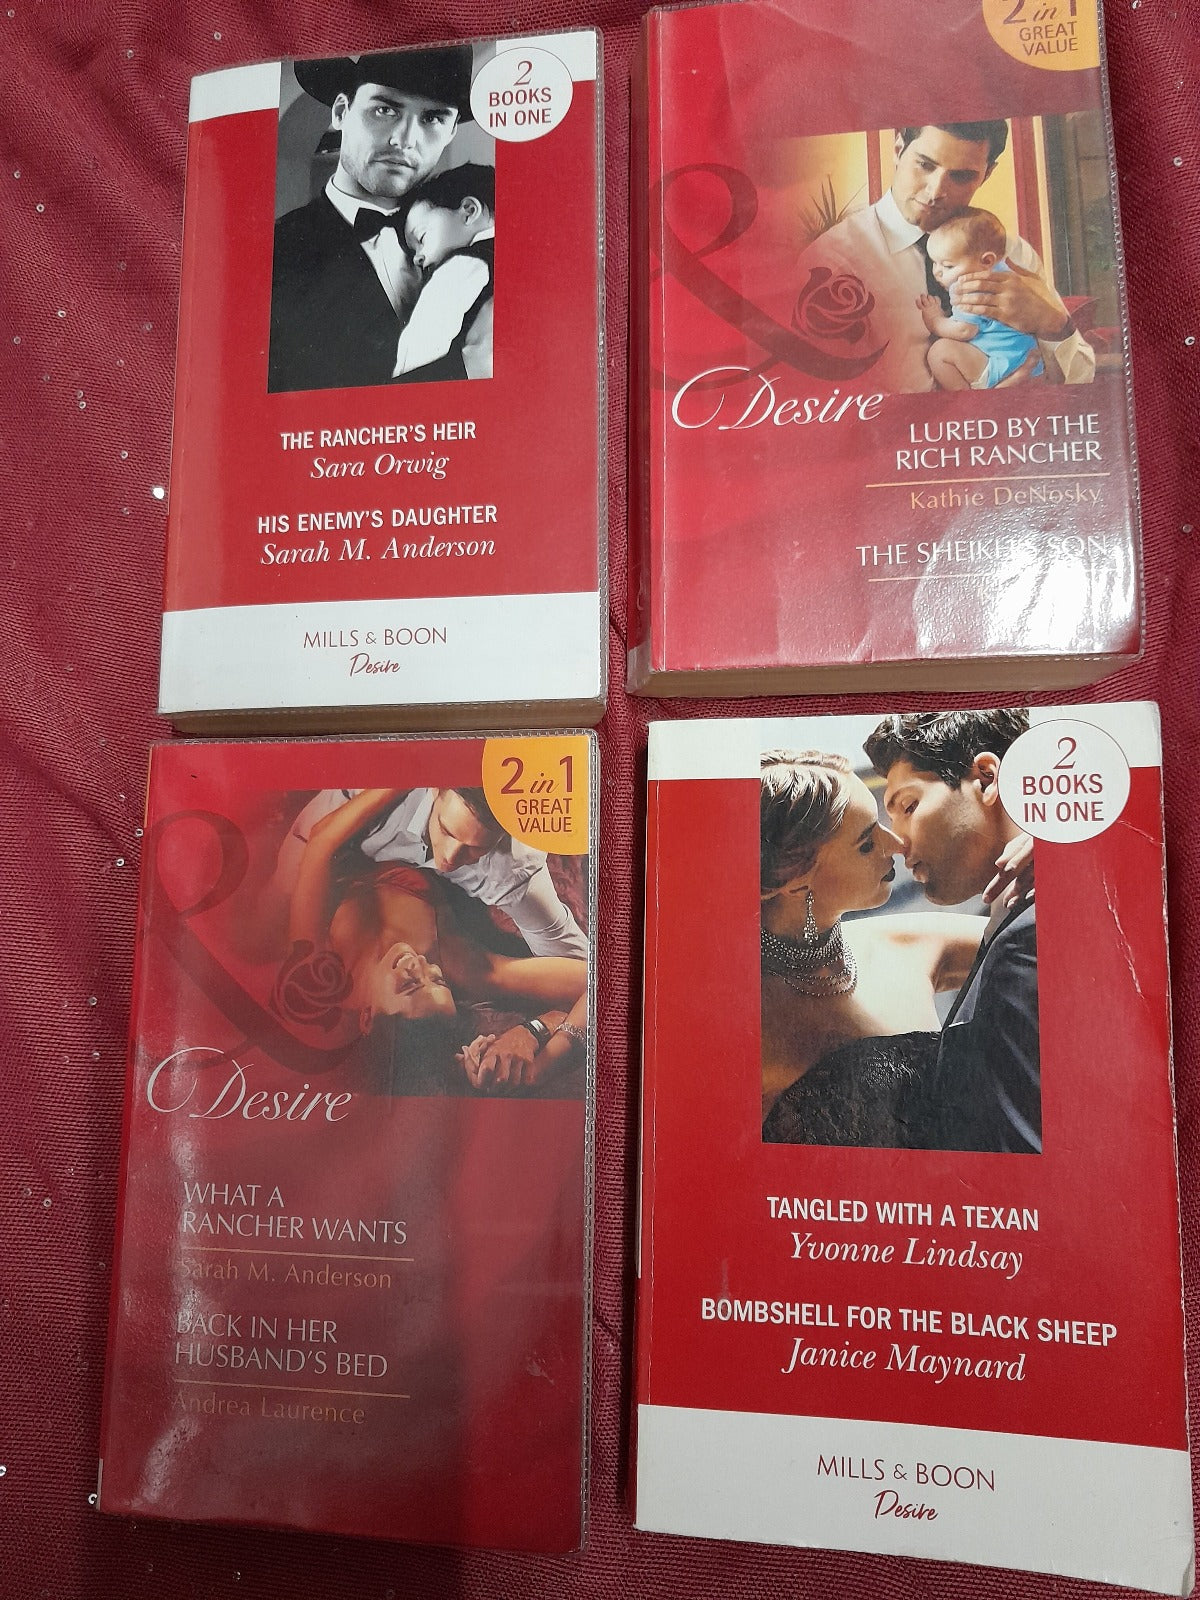 2
BOOKS
IN ONE
THE RANCHER'S HEIR
Sara Orwig
HIS ENEMY'S DAUGHTER
Sarah M. Anderson
MILLS & BOON
Desire
2 in 1
GREAT
VALUE
Desire
LURED BY THE
RICH RANCHER
Kathie DeNosky
THE SHEIKH'S SON
2 in 1
GREAT
VALUE
Desire
WHAT A
RANCHER WANTS
Sarah M. Anderson
BACK IN HER
HUSBAND'S BED
Andrea Laurence
2
BOOKS
IN ONE
TANGLED WITH A TEXAN
Yvonne Lindsay
BOMBSHELL FOR THE BLACK SHEEP
Janice Maynard
MILLS & BOON
Desire